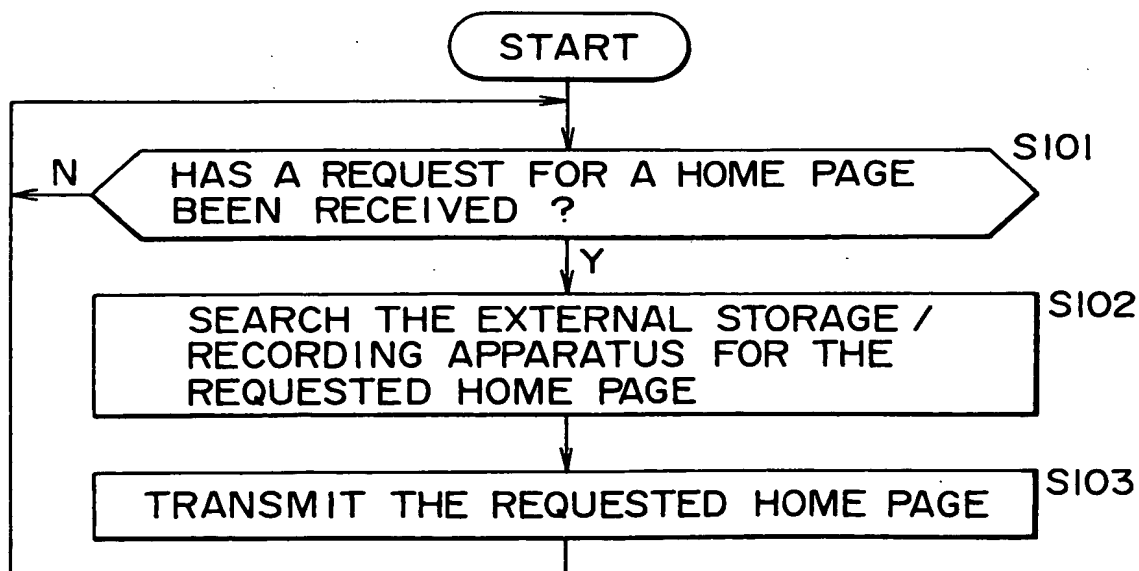 START
S101
N
HAS A REQUEST FOR A HOME PAGE
BEEN RECEIVED ?
Y
S102
SEARCH THE EXTERNAL STORAGE /
RECORDING APPARATUS FOR THE
REQUESTED HOME PAGE
S103
TRANSMIT THE REQUESTED HOME PAGE